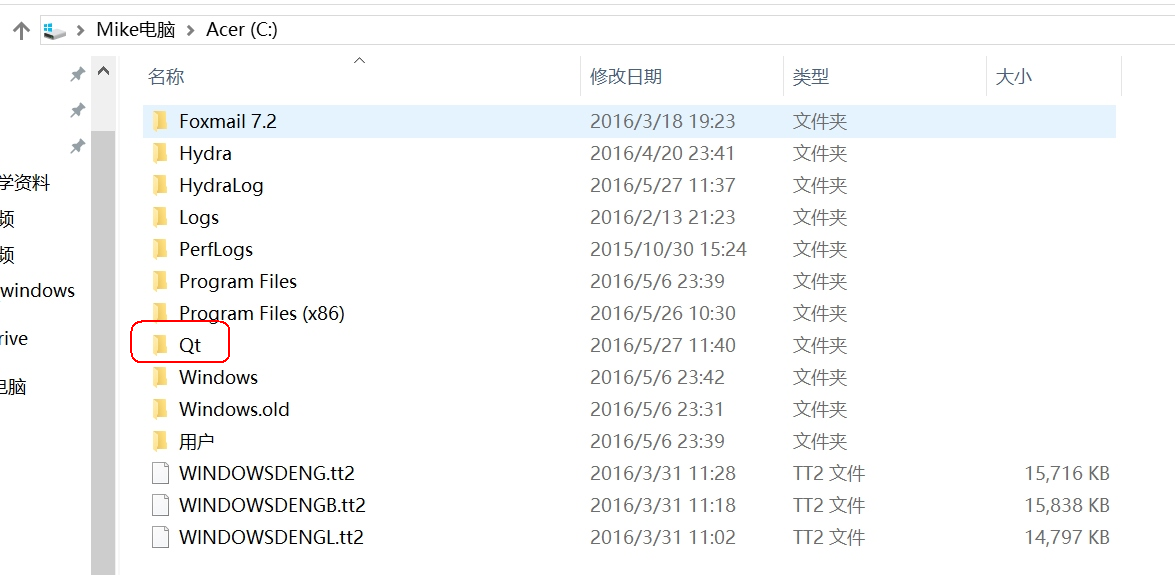 Mike电脑 Acer (C:)
名称 修改日期 类型 大小
Foxmail 7.2 2016/3/18 19:23 文件夹
Hydra 2016/4/20 23:41 文件夹
HydraLog 2016/5/27 11:37 文件夹
Logs 2016/2/13 21:23 文件夹
PerfLogs 2015/10/30 15:24 文件夹
Program Files 2016/5/6 23:39 文件夹
Program Files (x86) 2016/5/26 10:30 文件夹
Qt 2016/5/27 11:40 文件夹
Windows 2016/5/6 23:42 文件夹
Windows.old 2016/5/6 23:31 文件夹
用户 2016/5/6 23:39 文件夹
WINDOWSDENG.tt2 2016/3/31 11:28 TT2 文件 15,716 KB
WINDOWSDENGB.tt2 2016/3/31 11:18 TT2 文件 15,838 KB
WINDOWSDENGL.tt2 2016/3/31 11:02 TT2 文件 14,797 KB
学资料
频
频
windows
rive
电脑